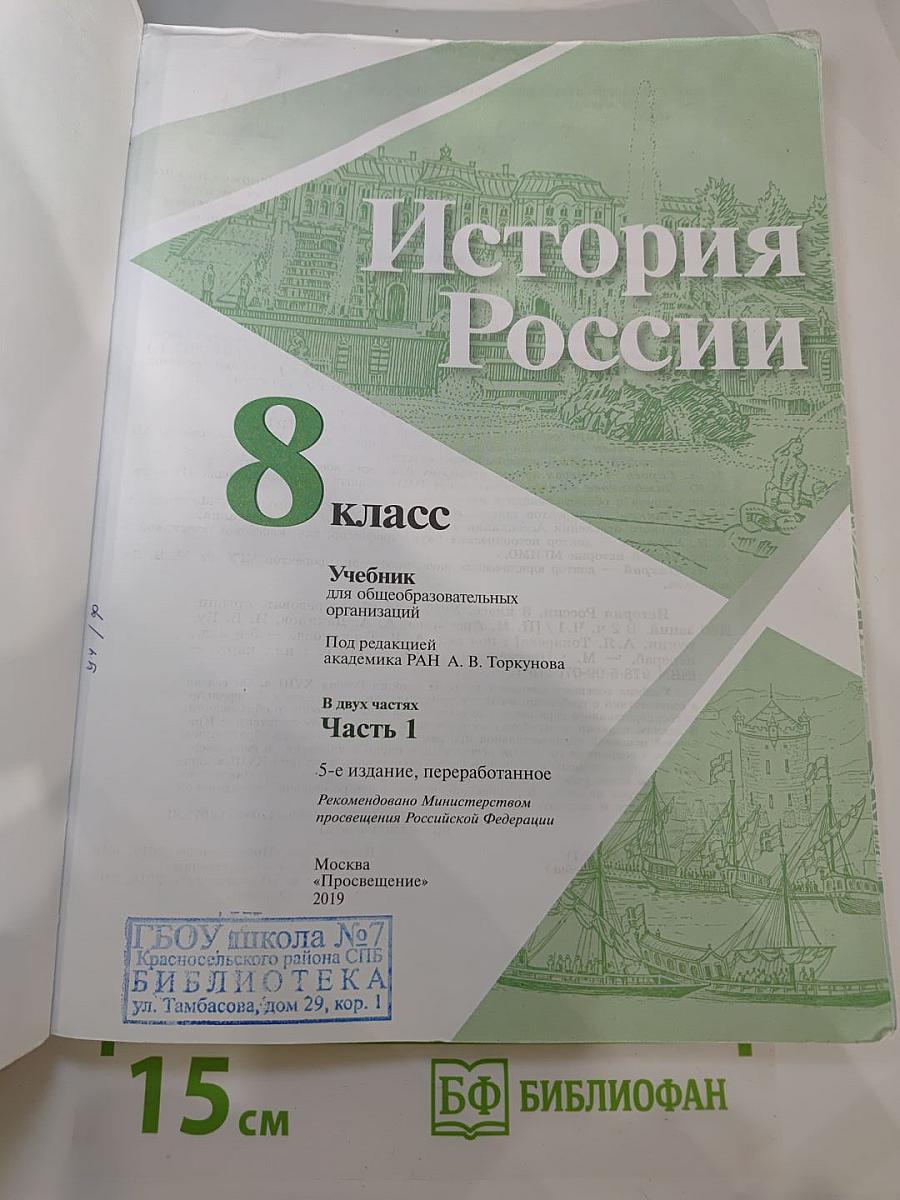 История
России
8 класс
Учебник
для общеобразовательных
организаций
Под редакцией
академика РАН А. В. Торкунова
В двух частях
Часть 1
5-е издание, переработанное
Рекомендовано Министерством
просвещения Российской Федерации
Москва
«Просвещение»
2019
ГБОУ школа №7
Красносельского района СПБ
БИБЛИОТЕКА
ул. Тамбасова, дом 29, кор. 1
15 см
БФ БИБЛИОФАН